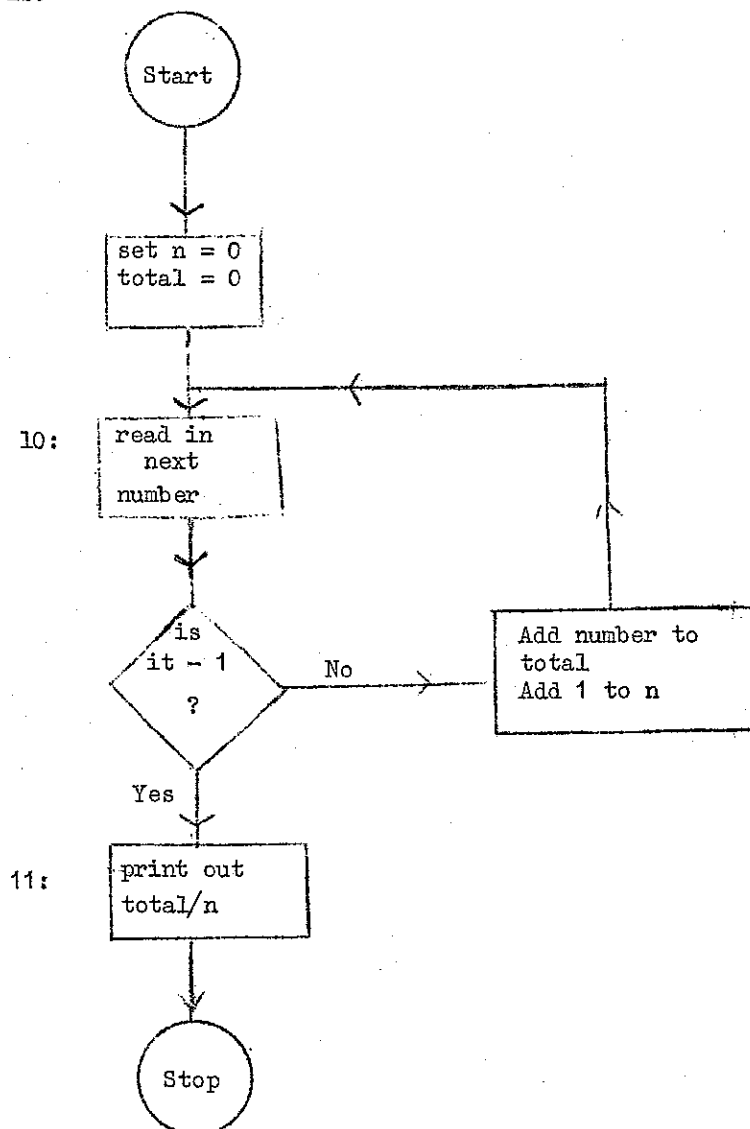 Start
set n = 0
total = 0
10:
read in
next
number
is
it - 1
?
No
Add number to
total
Add 1 to n
Yes
11:
print out
total/n
Stop